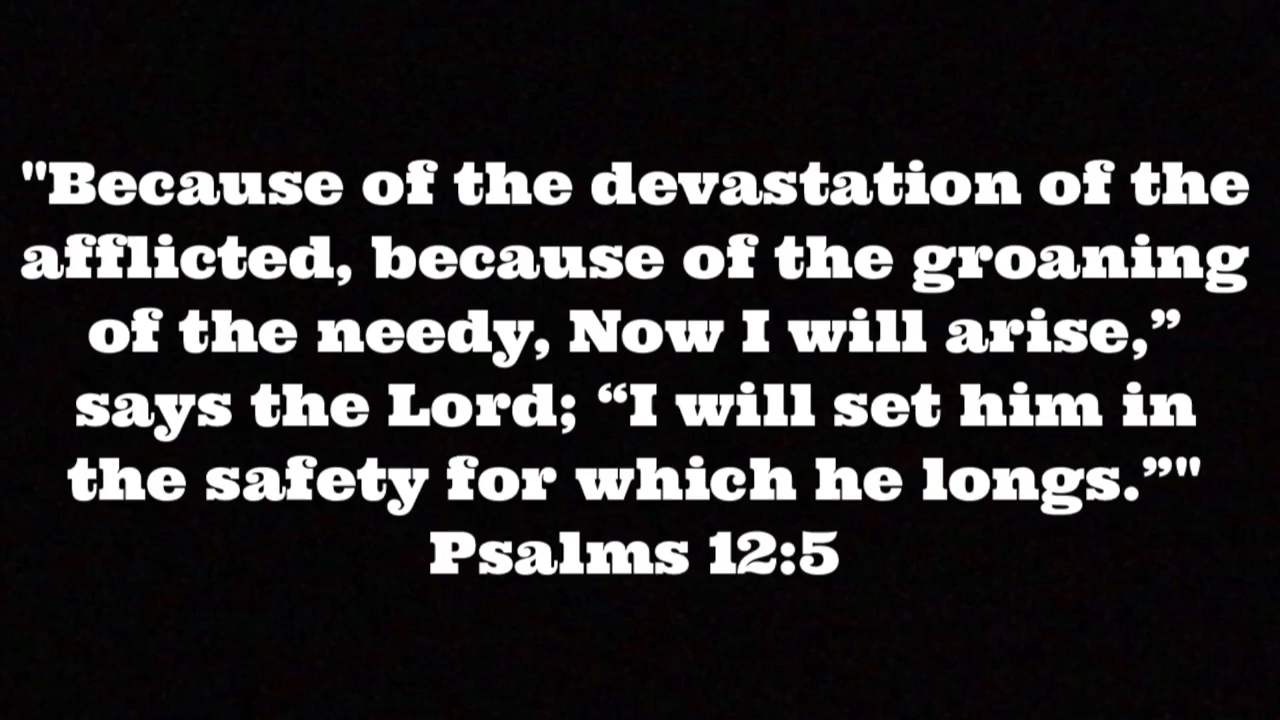 "Because of the devastation of the
afflicted, because of the groaning
of the needy, Now I will arise,”
says the Lord; “I will set him in
the safety for which he longs.”"
Psalms 12:5